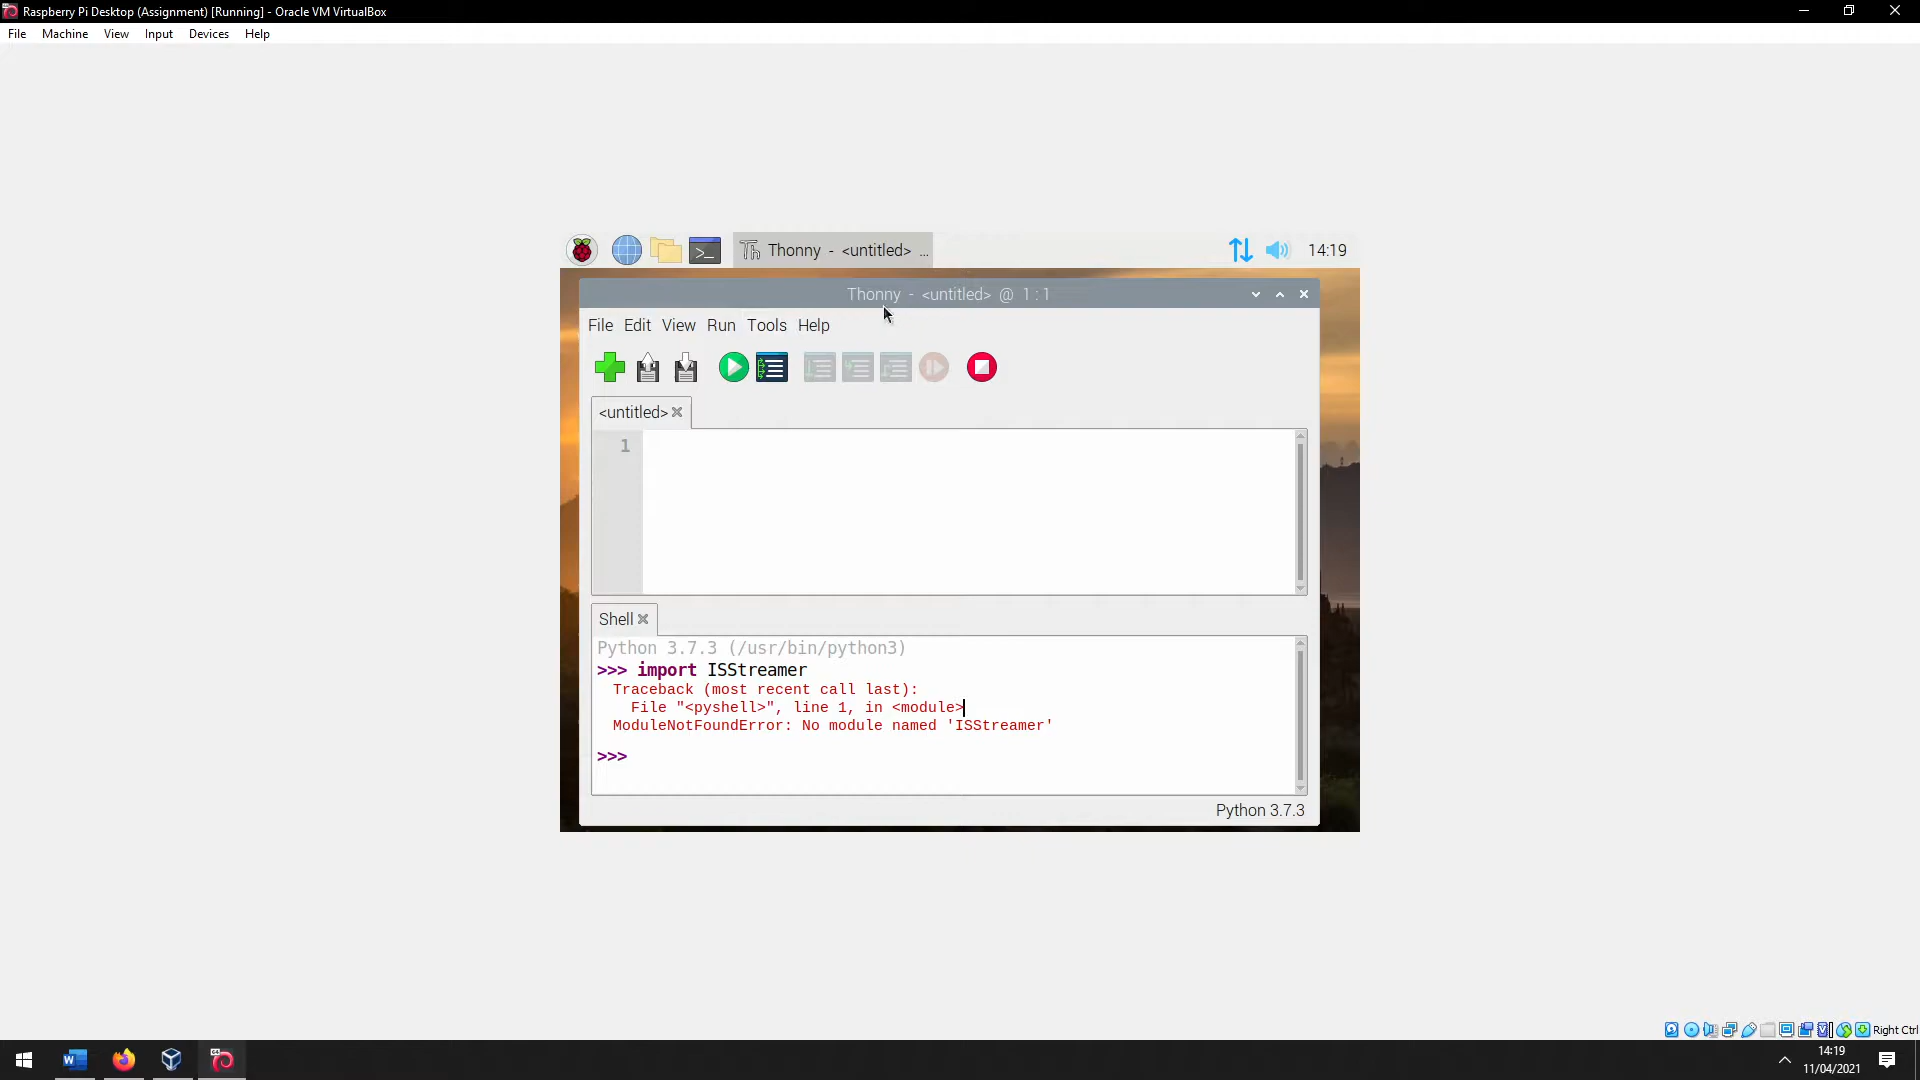 Raspberry Pi Desktop (Assignment) [Running] - Oracle VM VirtualBox
File Machine View Input Devices Help
Thonny - <untitled> ... 14:19
Thonny - <untitled> @ 1 : 1
File Edit View Run Tools Help
<untitled>
1
Shell
Python 3.7.3 (/usr/bin/python3)
>>> import ISStreamer
Traceback (most recent call last):
File "<pyshell>", line 1, in <module>
ModuleNotFoundError: No module named 'ISStreamer'
>>>
Python 3.7.3
Right Ctrl
14:19
11/04/2021